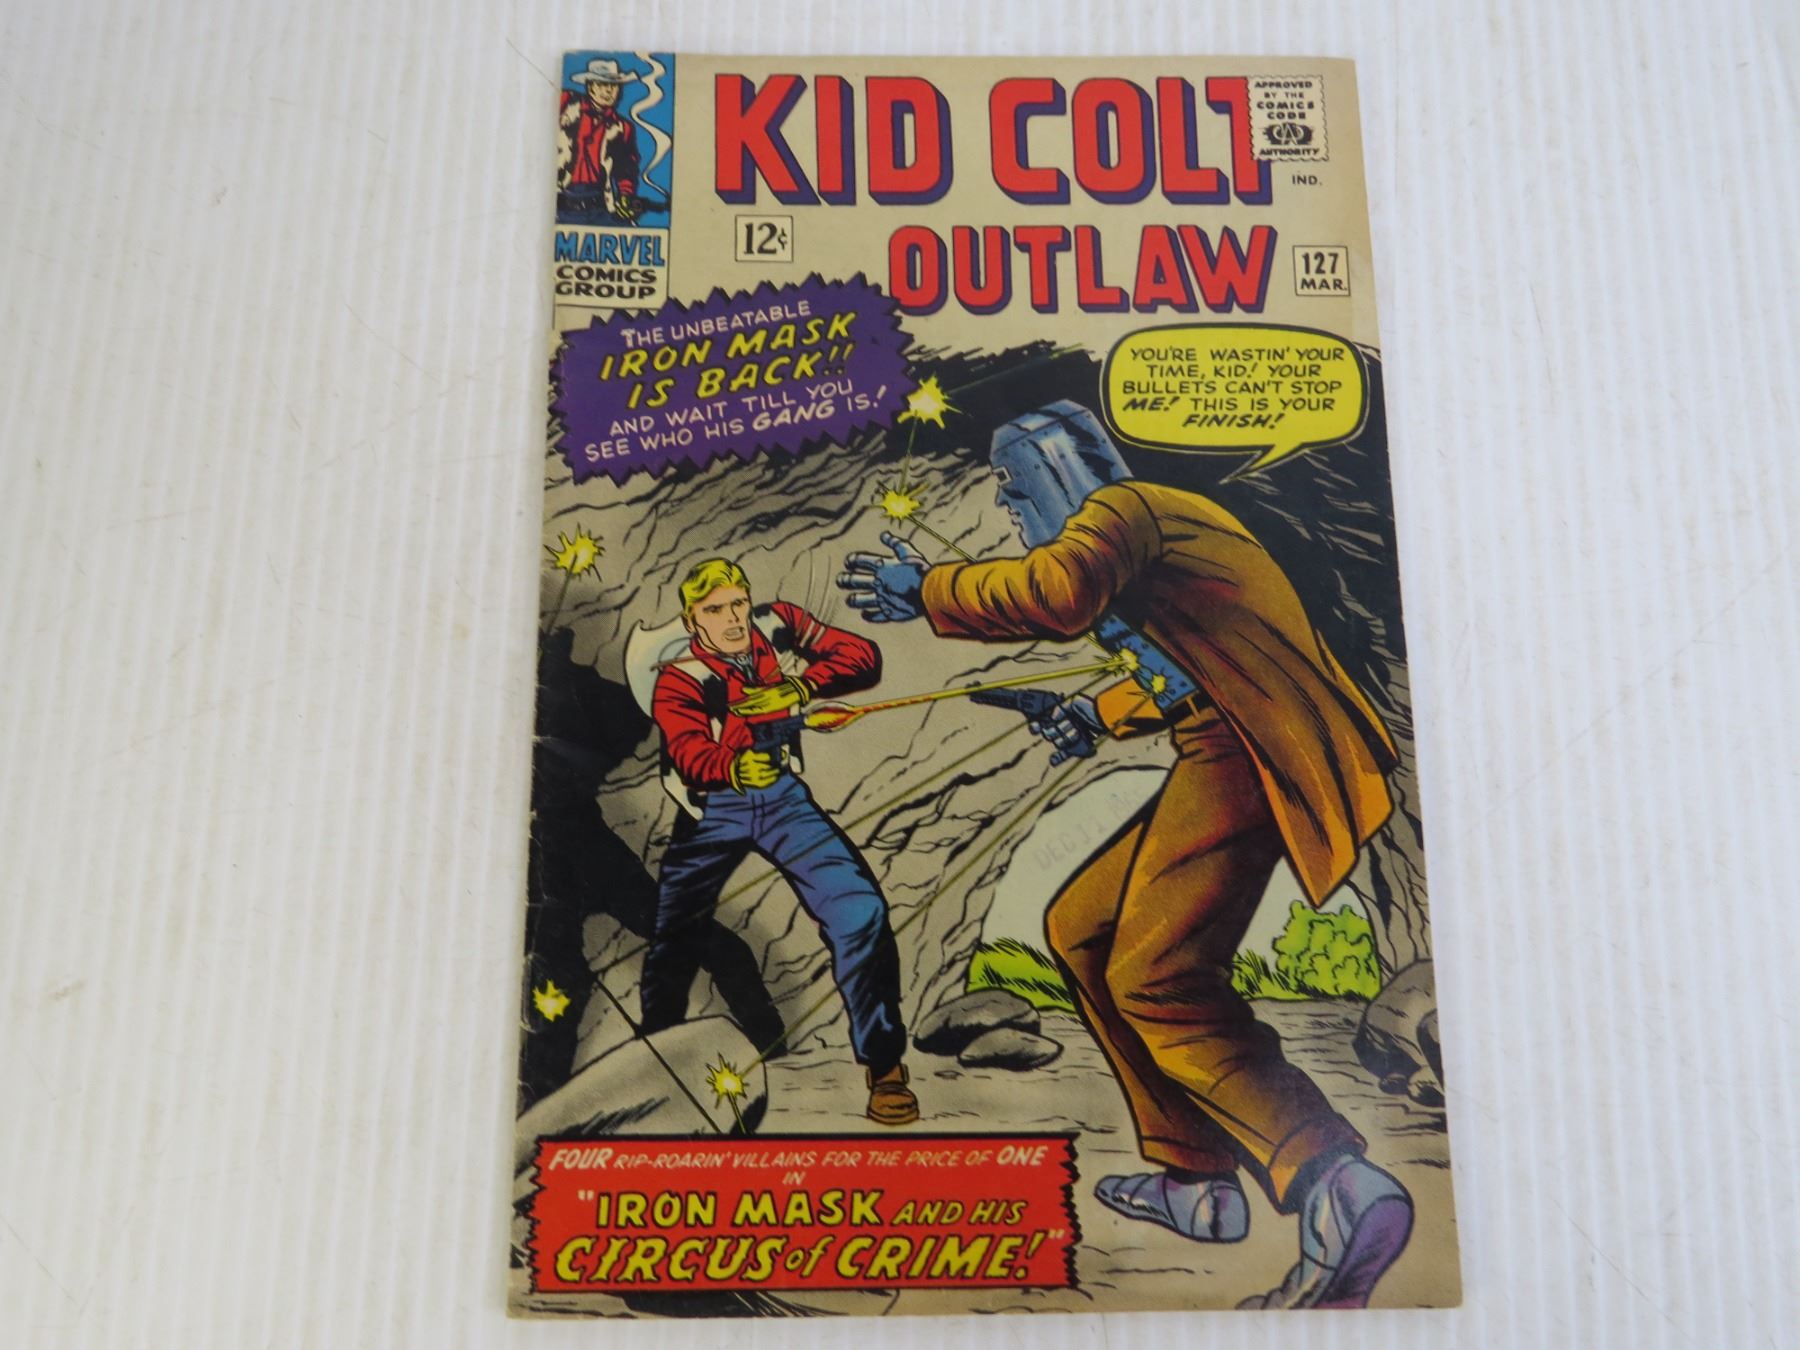 KID COLT
OUTLAW
APPROVED
BY THE
COMICS
CODE
CA
AUTHORITY
IND.
MARVEL
COMICS
GROUP
12¢
127
MAR.
THE UNBEATABLE
IRON MASK
IS BACK!!
AND WAIT TILL YOU
SEE WHO HIS GANG IS!
YOU'RE WASTIN' YOUR
TIME, KID! YOUR
BULLETS CAN'T STOP
ME! THIS IS YOUR
FINISH!
DEC 11
FOUR RIP-ROARIN' VILLAINS FOR THE PRICE OF ONE
IN
"IRON MASK AND HIS
CIRCUS of CRIME!"